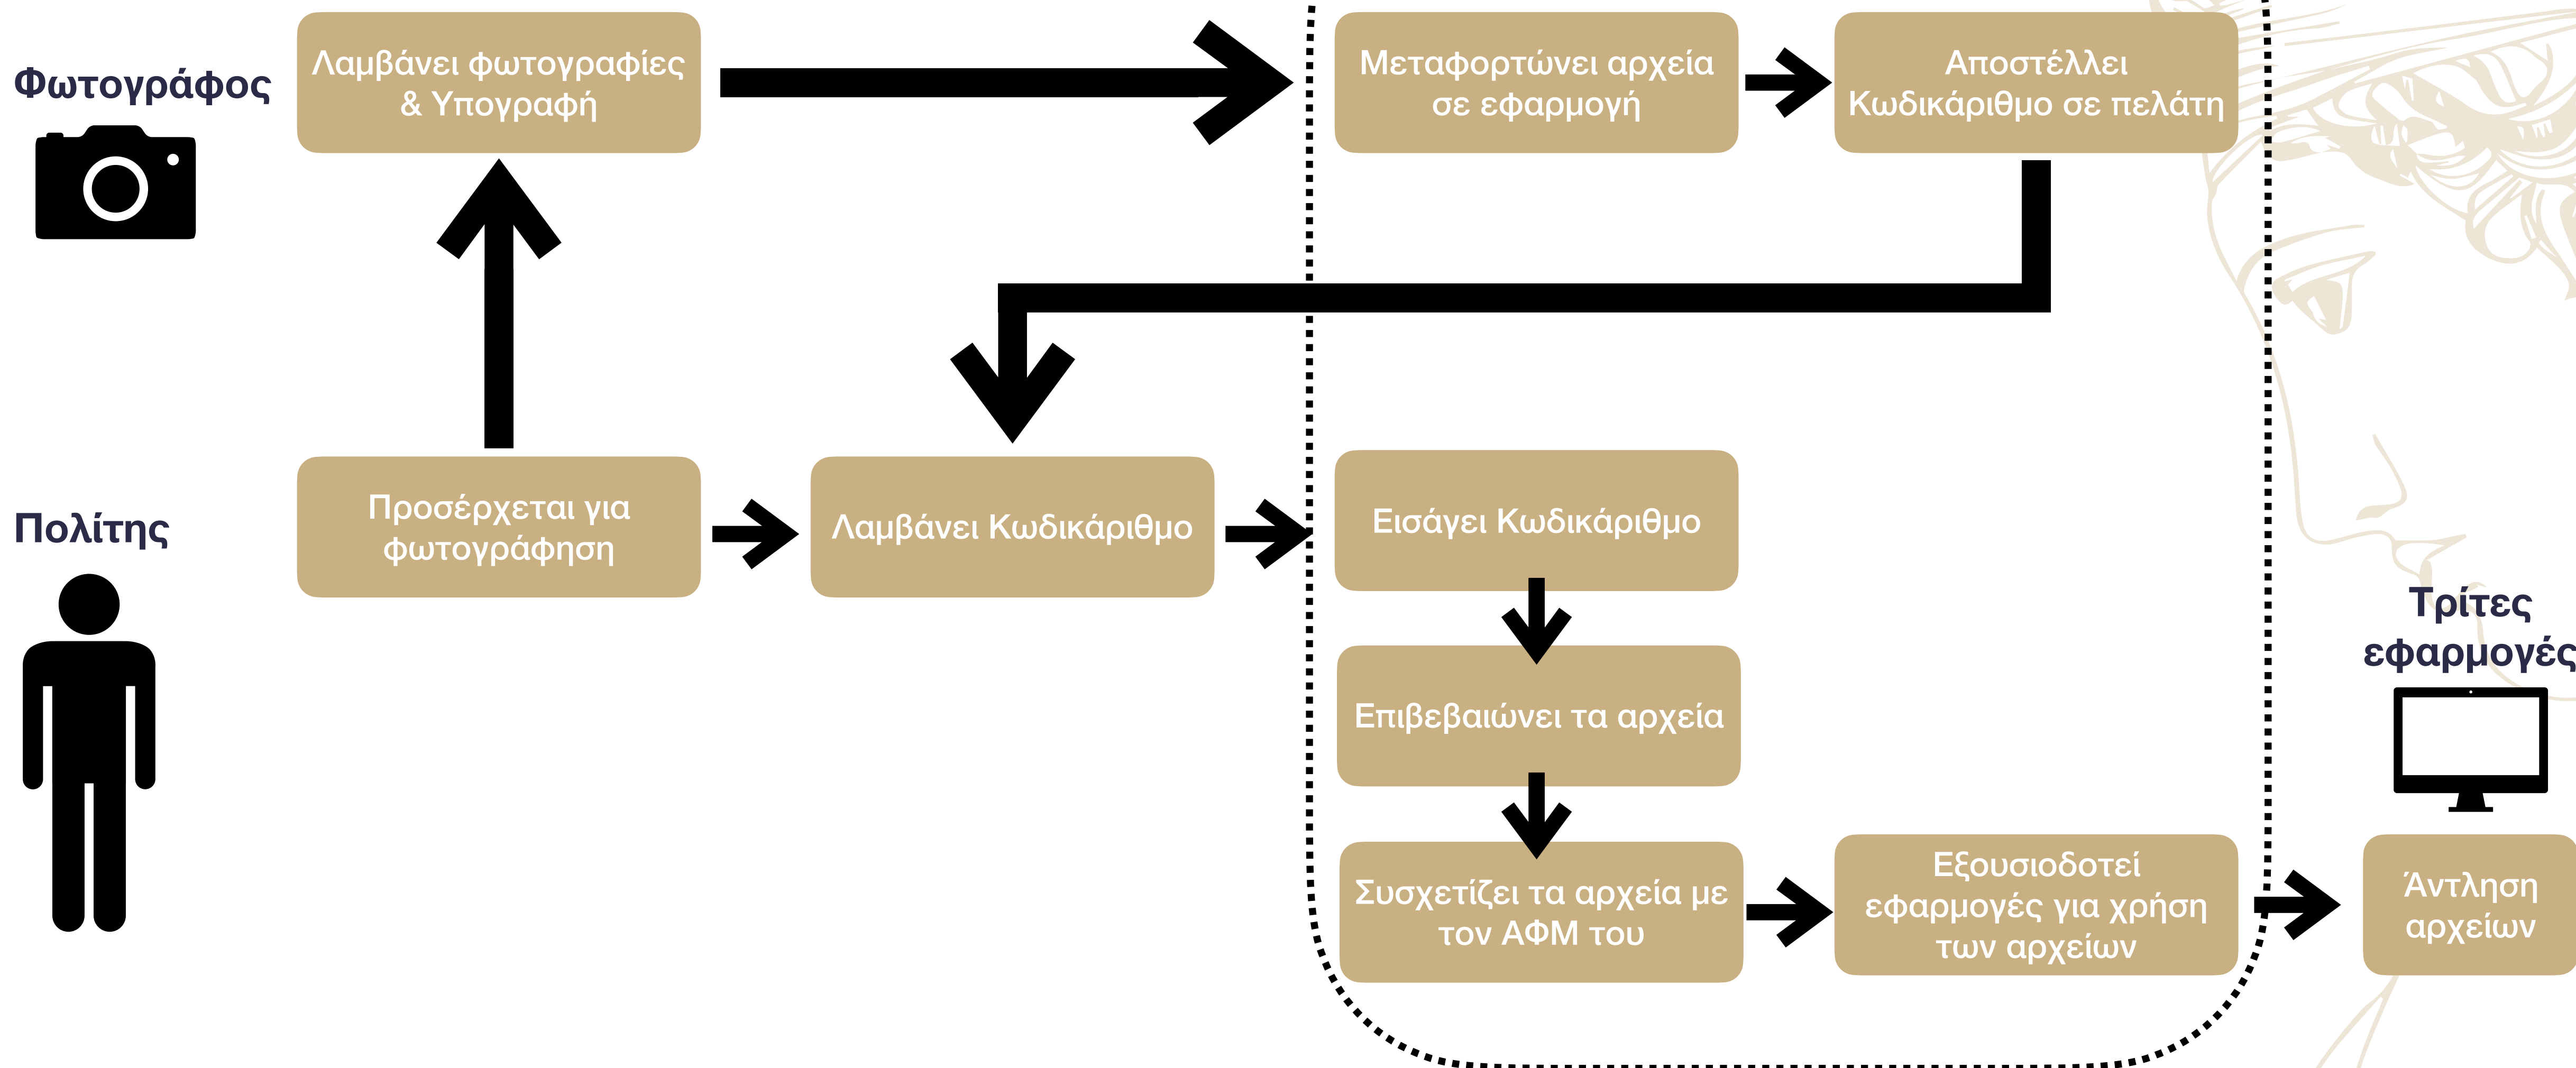 Φωτογράφος
Λαμβάνει φωτογραφίες
& Υπογραφή
Μεταφορτώνει αρχεία
σε εφαρμογή
Αποστέλλει
Κωδικάριθμο σε πελάτη
Πολίτης
Προσέρχεται για
φωτογράφηση
Λαμβάνει Κωδικάριθμο
Εισάγει Κωδικάριθμο
Επιβεβαιώνει τα αρχεία
Συσχετίζει τα αρχεία με
τον ΑΦΜ του
Εξουσιοδοτεί
εφαρμογές για χρήση
των αρχείων
Τρίτες
εφαρμογές
Άντληση
αρχείων